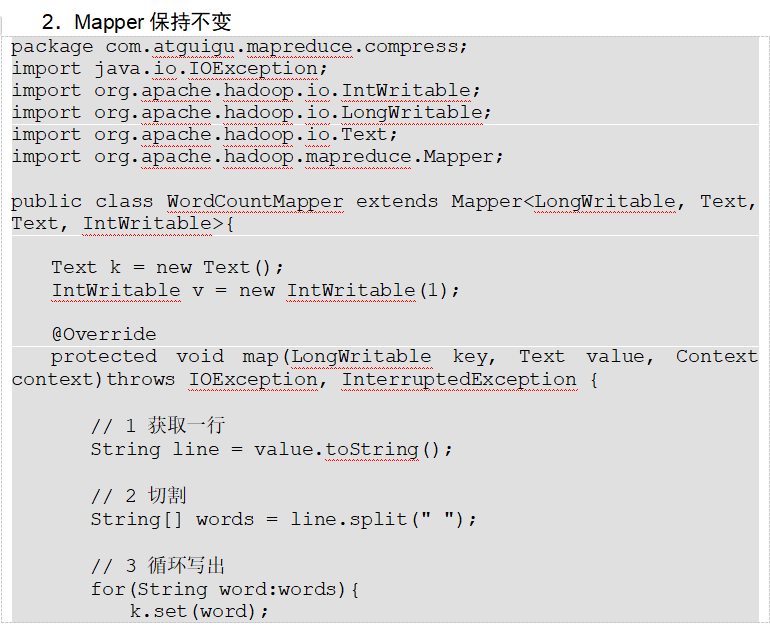 2．Mapper 保持不变
package com.atguigu.mapreduce.compress;
import java.io.IOException;
import org.apache.hadoop.io.IntWritable;
import org.apache.hadoop.io.LongWritable;
import org.apache.hadoop.io.Text;
import org.apache.hadoop.mapreduce.Mapper;
public class WordCountMapper extends Mapper<LongWritable, Text,
Text, IntWritable>{
Text k = new Text();
IntWritable v = new IntWritable(1);
@Override
protected void map(LongWritable key, Text value, Context
context)throws IOException, InterruptedException {
// 1 获取一行
String line = value.toString();
// 2 切割
String[] words = line.split(" ");
// 3 循环写出
for(String word:words){
k.set(word);